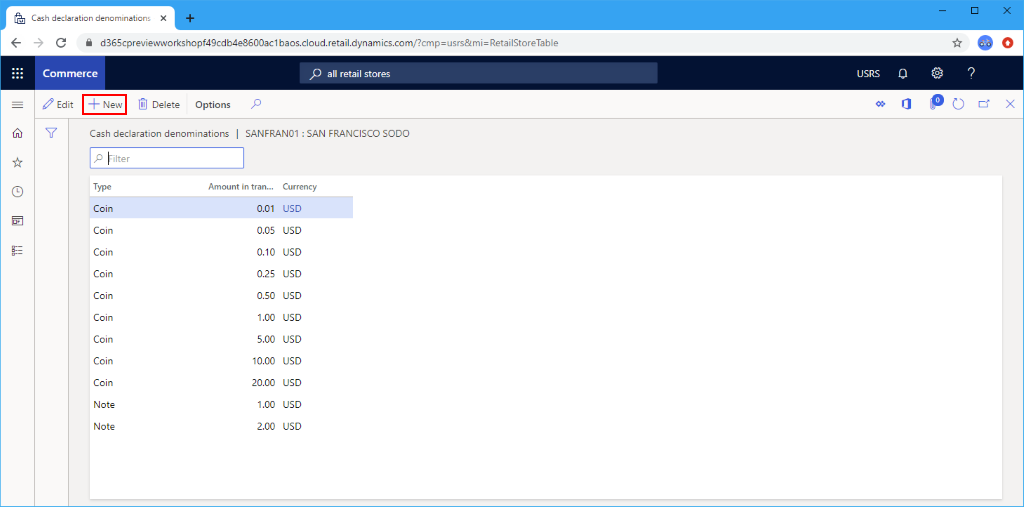 Cash declaration denominations
d365cpreviewworkshopf49cdb4e8600ac1baos.cloud.retail.dynamics.com/?cmp=usrs&mi=RetailStoreTable
Commerce all retail stores USRS ?
Edit New Delete Options 0
Cash declaration denominations | SANFRAN01 : SAN FRANCISCO SODO
Filter
Type Amount in tran... Currency
Coin 0.01 USD
Coin 0.05 USD
Coin 0.10 USD
Coin 0.25 USD
Coin 0.50 USD
Coin 1.00 USD
Coin 5.00 USD
Coin 10.00 USD
Coin 20.00 USD
Note 1.00 USD
Note 2.00 USD